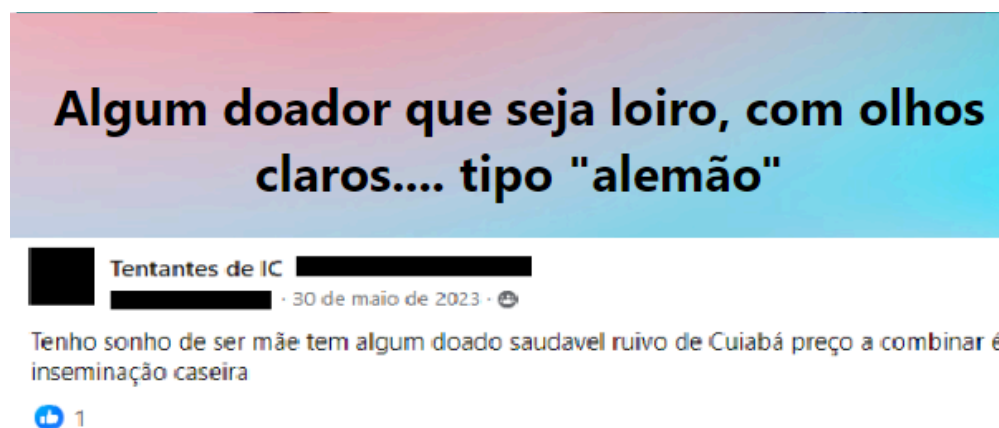 Algum doador que seja loiro, com olhos
claros.... tipo "alemão"
Tentantes de IC
· 30 de maio de 2023 ·
Tenho sonho de ser mãe tem algum doado saudavel ruivo de Cuiabá preço a combinar é
inseminação caseira
1